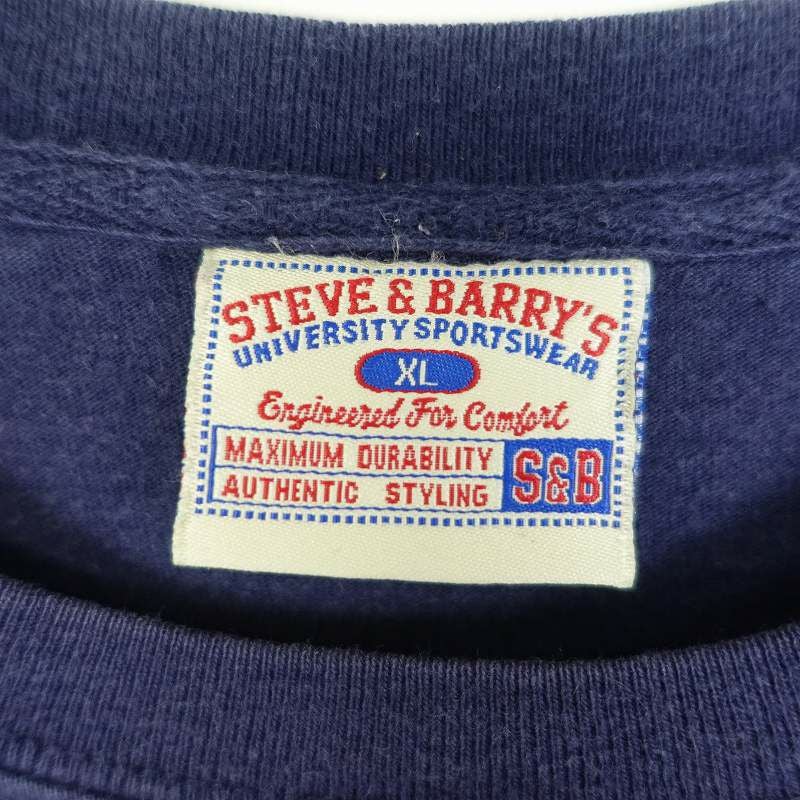 STEVE & BARRY'S
UNIVERSITY SPORTSWEAR
XL
Engineered For Comfort
MAXIMUM DURABILITY
AUTHENTIC STYLING
S&B